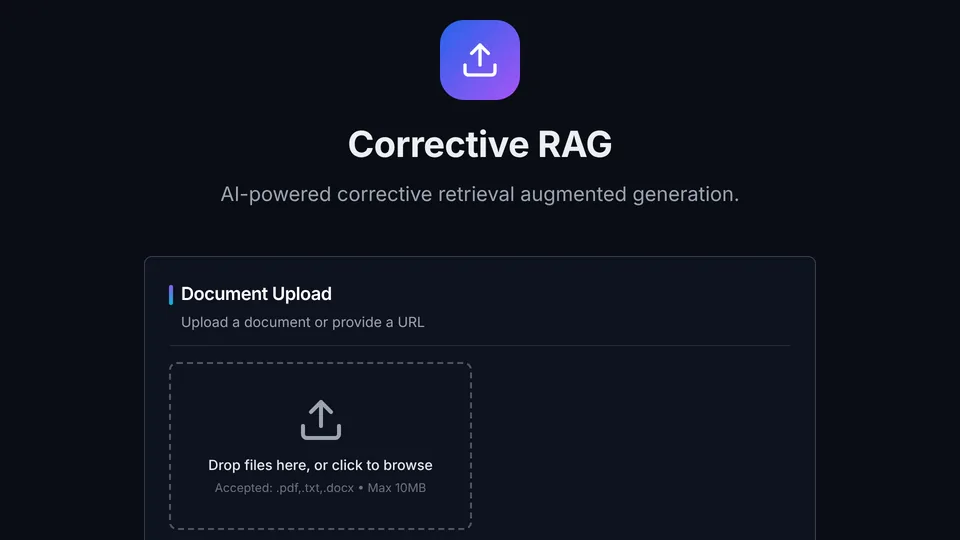 Corrective RAG
AI-powered corrective retrieval augmented generation.
Document Upload
Upload a document or provide a URL
Drop files here, or click to browse
Accepted: .pdf,.txt,.docx • Max 10MB